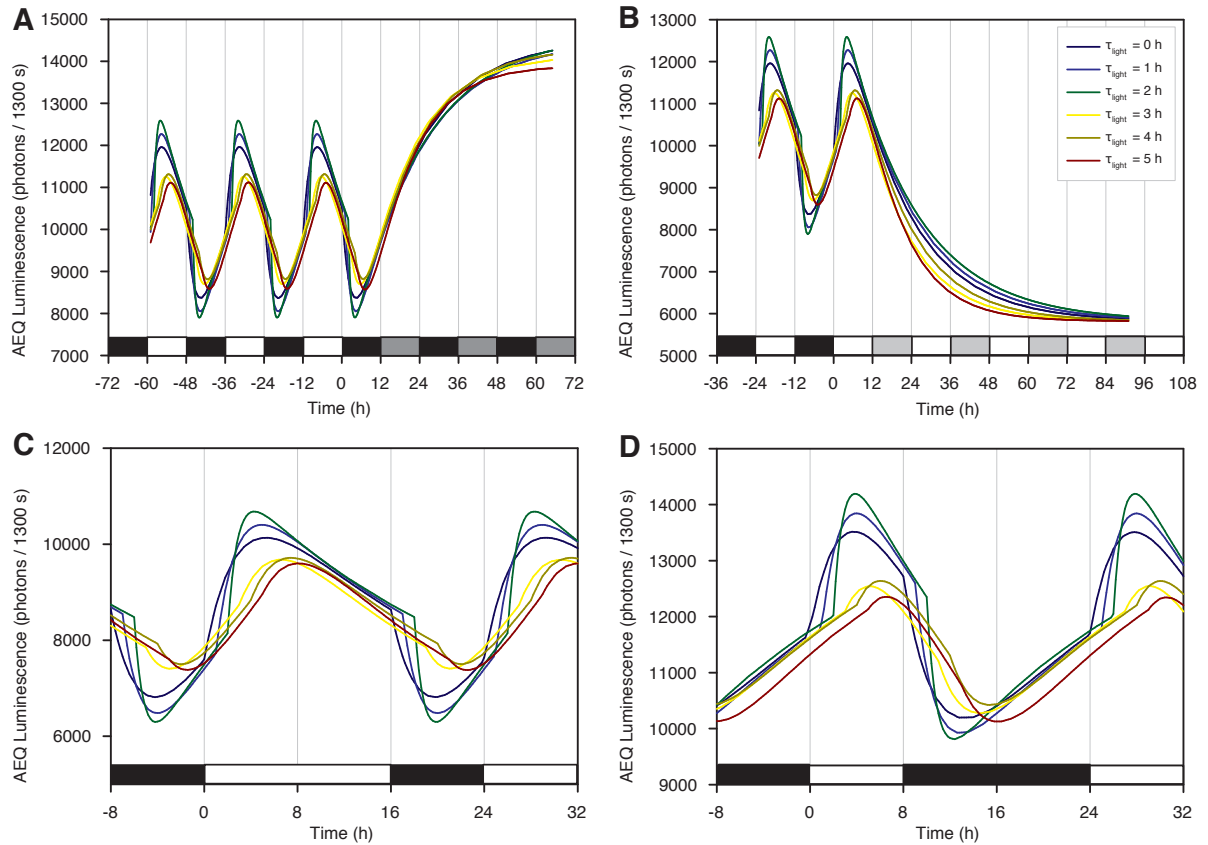 A
AEQ Luminescence (photons / 1300 s)
15000
14000
13000
12000
11000
10000
9000
8000
7000
-72 -60 -48 -36 -24 -12 0 12 24 36 48 60 72
Time (h)
B
AEQ Luminescence (photons / 1300 s)
13000
12000
11000
10000
9000
8000
7000
6000
5000
-36 -24 -12 0 12 24 36 48 60 72 84 96 108
Time (h)
τlight = 0 h
τlight = 1 h
τlight = 2 h
τlight = 3 h
τlight = 4 h
τlight = 5 h
C
AEQ Luminescence (photons / 1300 s)
12000
10000
8000
6000
-8 0 8 16 24 32
Time (h)
D
AEQ Luminescence (photons / 1300 s)
15000
14000
13000
12000
11000
10000
9000
-8 0 8 16 24 32
Time (h)